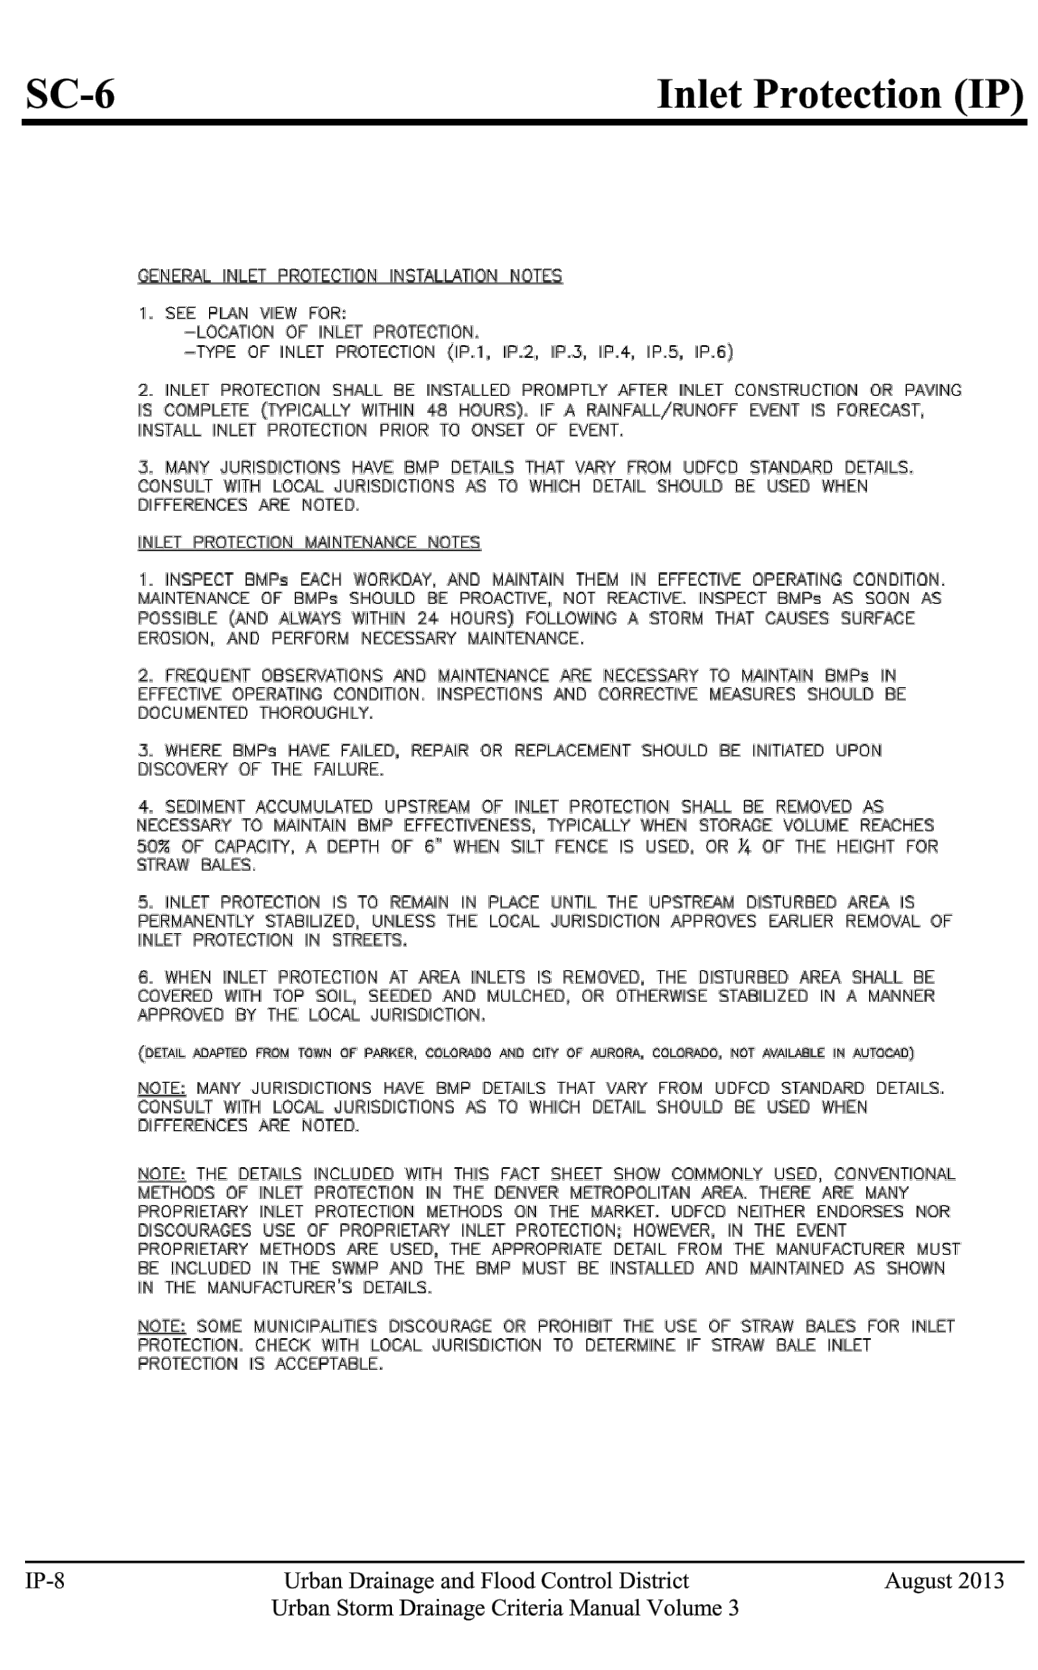 SC-6 Inlet Protection (IP)
GENERAL INLET PROTECTION INSTALLATION NOTES
1. SEE PLAN VIEW FOR:
-LOCATION OF INLET PROTECTION.
-TYPE OF INLET PROTECTION (IP.1, IP.2, IP.3, IP.4, IP.5, IP.6)
2. INLET PROTECTION SHALL BE INSTALLED PROMPTLY AFTER INLET CONSTRUCTION OR PAVING
IS COMPLETE (TYPICALLY WITHIN 48 HOURS). IF A RAINFALL/RUNOFF EVENT IS FORECAST,
INSTALL INLET PROTECTION PRIOR TO ONSET OF EVENT.
3. MANY JURISDICTIONS HAVE BMP DETAILS THAT VARY FROM UDFCD STANDARD DETAILS.
CONSULT WITH LOCAL JURISDICTIONS AS TO WHICH DETAIL SHOULD BE USED WHEN
DIFFERENCES ARE NOTED.
INLET PROTECTION MAINTENANCE NOTES
1. INSPECT BMPs EACH WORKDAY, AND MAINTAIN THEM IN EFFECTIVE OPERATING CONDITION.
MAINTENANCE OF BMPs SHOULD BE PROACTIVE, NOT REACTIVE. INSPECT BMPs AS SOON AS
POSSIBLE (AND ALWAYS WITHIN 24 HOURS) FOLLOWING A STORM THAT CAUSES SURFACE
EROSION, AND PERFORM NECESSARY MAINTENANCE.
2. FREQUENT OBSERVATIONS AND MAINTENANCE ARE NECESSARY TO MAINTAIN BMPs IN
EFFECTIVE OPERATING CONDITION. INSPECTIONS AND CORRECTIVE MEASURES SHOULD BE
DOCUMENTED THOROUGHLY.
3. WHERE BMPs HAVE FAILED, REPAIR OR REPLACEMENT SHOULD BE INITIATED UPON
DISCOVERY OF THE FAILURE.
4. SEDIMENT ACCUMULATED UPSTREAM OF INLET PROTECTION SHALL BE REMOVED AS
NECESSARY TO MAINTAIN BMP EFFECTIVENESS, TYPICALLY WHEN STORAGE VOLUME REACHES
50% OF CAPACITY, A DEPTH OF 6" WHEN SILT FENCE IS USED, OR ¼ OF THE HEIGHT FOR
STRAW BALES.
5. INLET PROTECTION IS TO REMAIN IN PLACE UNTIL THE UPSTREAM DISTURBED AREA IS
PERMANENTLY STABILIZED, UNLESS THE LOCAL JURISDICTION APPROVES EARLIER REMOVAL OF
INLET PROTECTION IN STREETS.
6. WHEN INLET PROTECTION AT AREA INLETS IS REMOVED, THE DISTURBED AREA SHALL BE
COVERED WITH TOP SOIL, SEEDED AND MULCHED, OR OTHERWISE STABILIZED IN A MANNER
APPROVED BY THE LOCAL JURISDICTION.
(DETAIL ADAPTED FROM TOWN OF PARKER, COLORADO AND CITY OF AURORA, COLORADO, NOT AVAILABLE IN AUTOCAD)
NOTE: MANY JURISDICTIONS HAVE BMP DETAILS THAT VARY FROM UDFCD STANDARD DETAILS.
CONSULT WITH LOCAL JURISDICTIONS AS TO WHICH DETAIL SHOULD BE USED WHEN
DIFFERENCES ARE NOTED.
NOTE: THE DETAILS INCLUDED WITH THIS FACT SHEET SHOW COMMONLY USED, CONVENTIONAL
METHODS OF INLET PROTECTION IN THE DENVER METROPOLITAN AREA. THERE ARE MANY
PROPRIETARY INLET PROTECTION METHODS ON THE MARKET. UDFCD NEITHER ENDORSES NOR
DISCOURAGES USE OF PROPRIETARY INLET PROTECTION; HOWEVER, IN THE EVENT
PROPRIETARY METHODS ARE USED, THE APPROPRIATE DETAIL FROM THE MANUFACTURER MUST
BE INCLUDED IN THE SWMP AND THE BMP MUST BE INSTALLED AND MAINTAINED AS SHOWN
IN THE MANUFACTURER'S DETAILS.
NOTE: SOME MUNICIPALITIES DISCOURAGE OR PROHIBIT THE USE OF STRAW BALES FOR INLET
PROTECTION. CHECK WITH LOCAL JURISDICTION TO DETERMINE IF STRAW BALE INLET
PROTECTION IS ACCEPTABLE.
IP-8 Urban Drainage and Flood Control District August 2013
Urban Storm Drainage Criteria Manual Volume 3